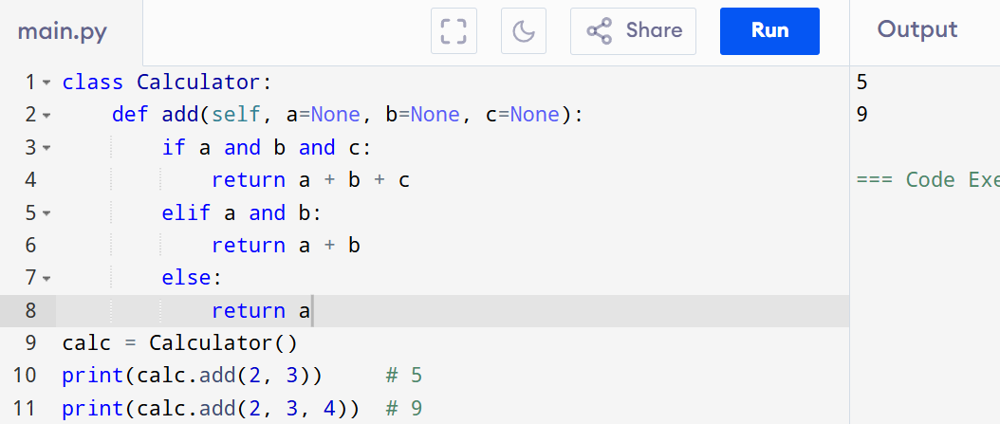 main.py Share Run Output
1 class Calculator:
2     def add(self, a=None, b=None, c=None):
3         if a and b and c:
4             return a + b + c
5         elif a and b:
6             return a + b
7         else:
8             return a
9 calc = Calculator()
10 print(calc.add(2, 3))     # 5
11 print(calc.add(2, 3, 4))  # 9
5
9
=== Code Exe